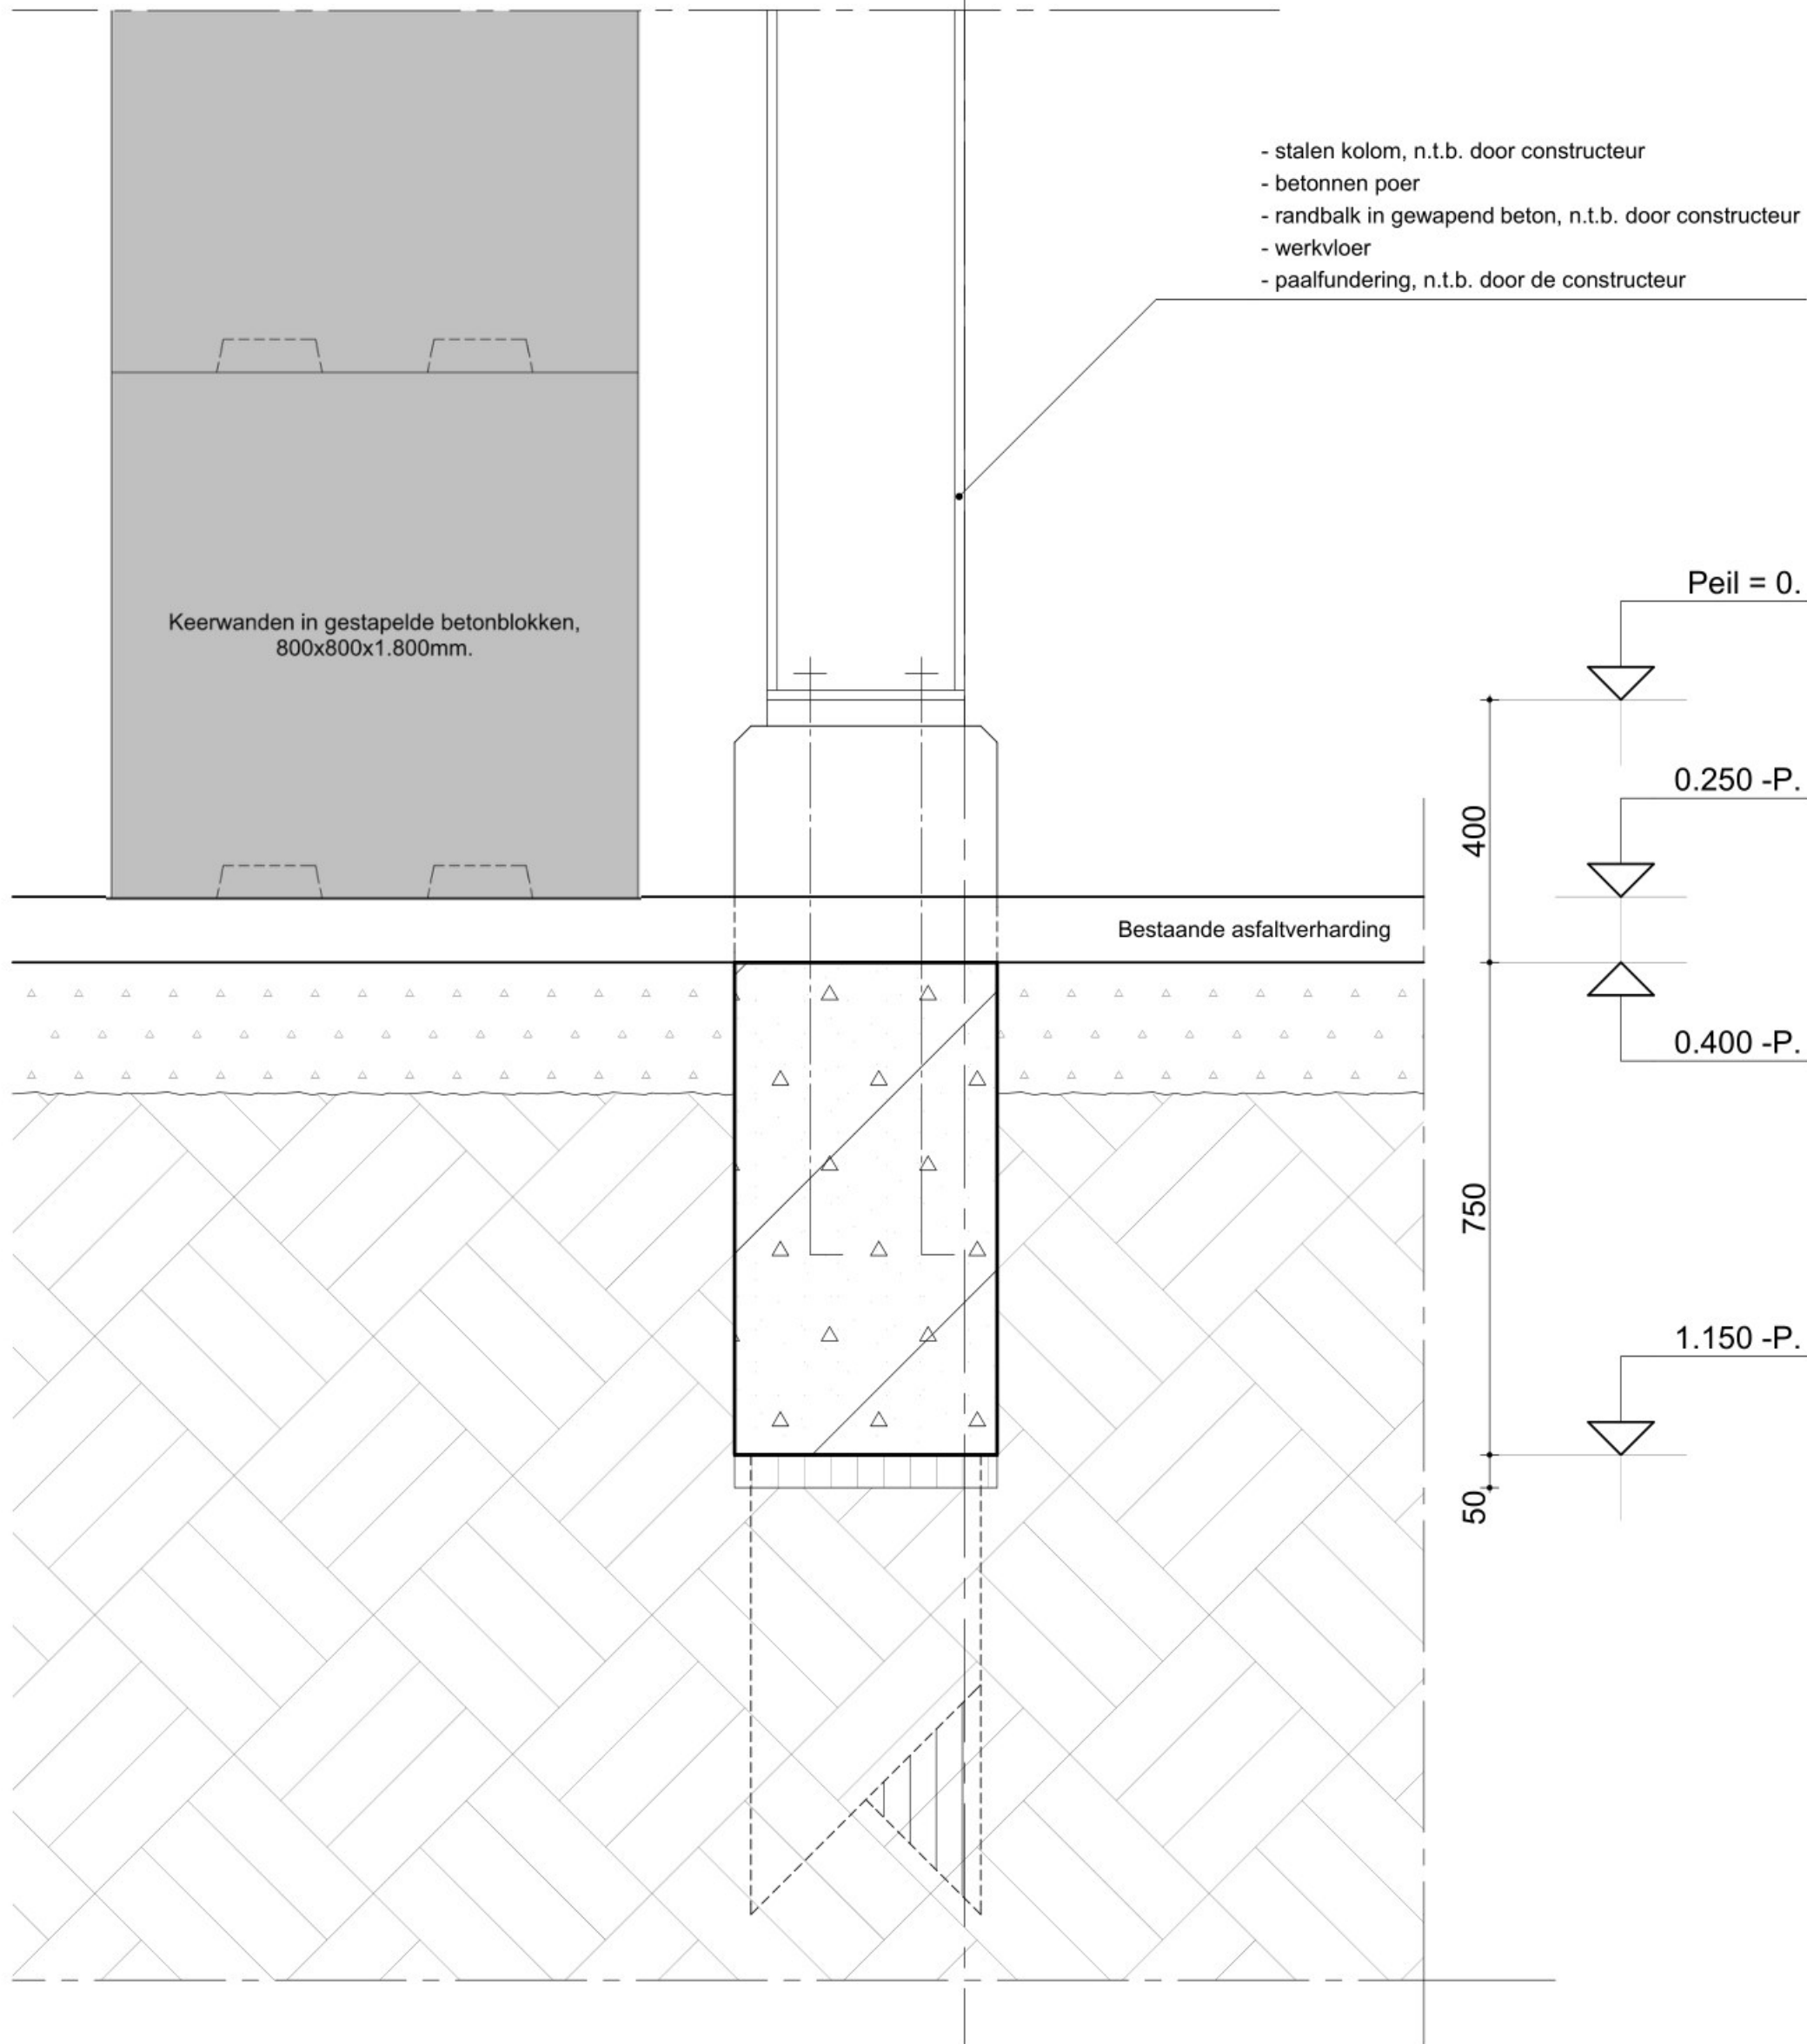 - stalen kolom, n.t.b. door constructeur
- betonnen poer
- randbalk in gewapend beton, n.t.b. door constructeur
- werkvloer
- paalfundering, n.t.b. door de constructeur
Peil = 0.
Keerwanden in gestapelde betonblokken,
800x800x1.800mm.
0.250 -P.
400
Bestaande asfaltverharding
0.400 -P.
750
1.150 -P.
50